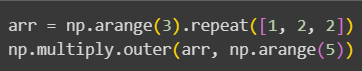 arr = np.arange(3).repeat([1, 2, 2])
np.multiply.outer(arr, np.arange(5))